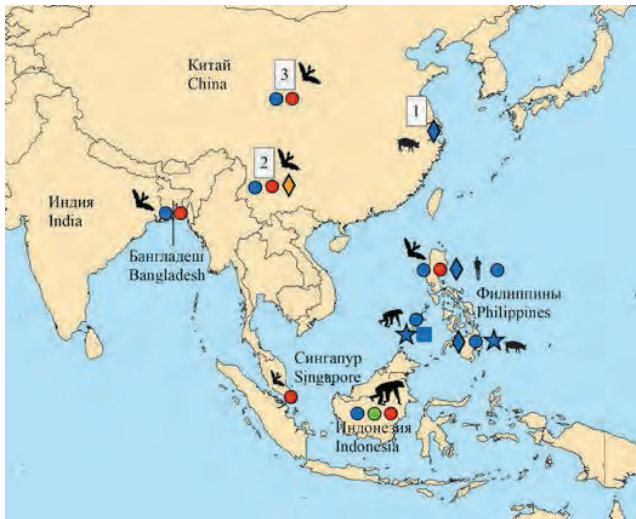 Китай
China
3
1
2
Индия
India
Бангладеш
Bangladesh
Филиппины
Philippines
Сингапур
Singapore
Индонезия
Indonesia